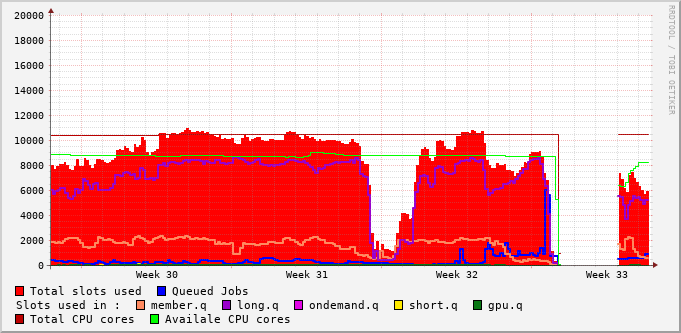 RRDTOOL / TOBI OETIKER
20000
18000
16000
14000
12000
10000
8000
6000
4000
2000
0
Week 30 Week 31 Week 32 Week 33
Total slots used Queued Jobs
Slots used in : member.q long.q ondemand.q short.q gpu.q
Total CPU cores Availale CPU cores